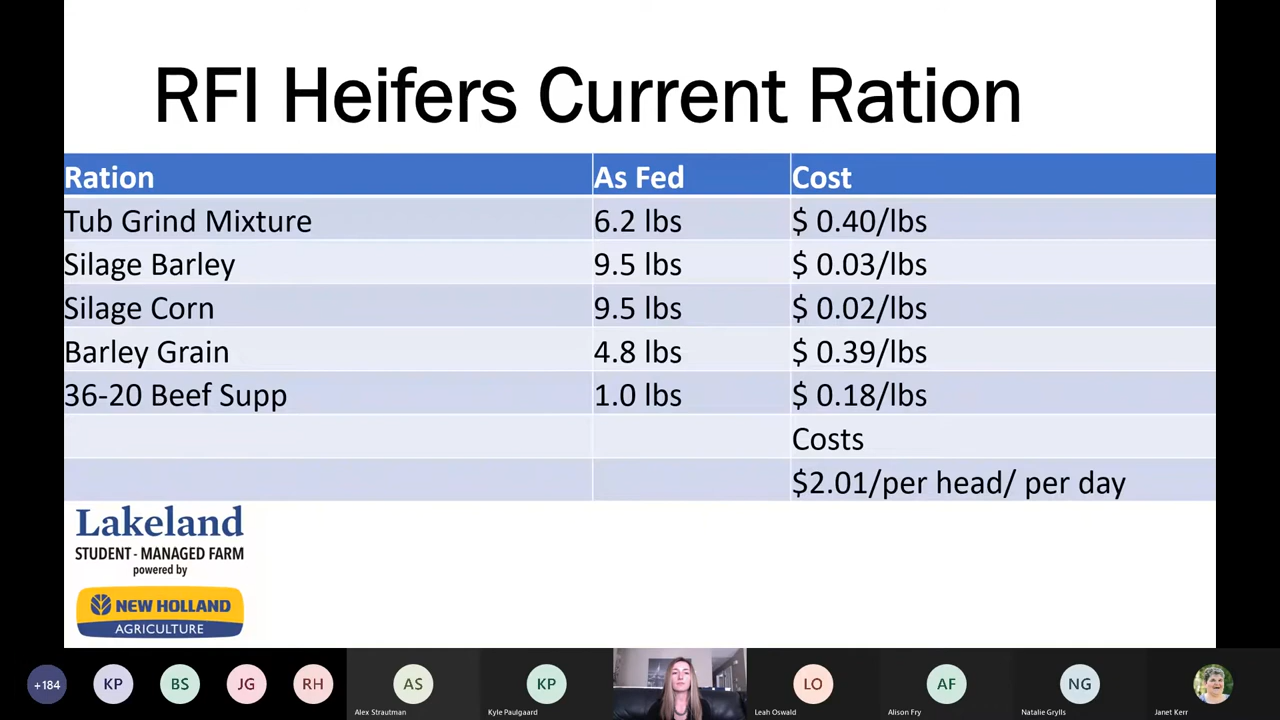 RFI Heifers Current Ration
Ration As Fed Cost
Tub Grind Mixture 6.2 lbs $ 0.40/lbs
Silage Barley 9.5 lbs $ 0.03/lbs
Silage Corn 9.5 lbs $ 0.02/lbs
Barley Grain 4.8 lbs $ 0.39/lbs
36-20 Beef Supp 1.0 lbs $ 0.18/lbs
Costs
$2.01/per head/ per day
Lakeland
STUDENT - MANAGED FARM
powered by
NEW HOLLAND
AGRICULTURE
+184 KP BS JG RH AS KP LO AF NG
Alex Strautman Kyle Paulgaard Leah Oswald Alison Fry Natalie Grylls Janet Kerr